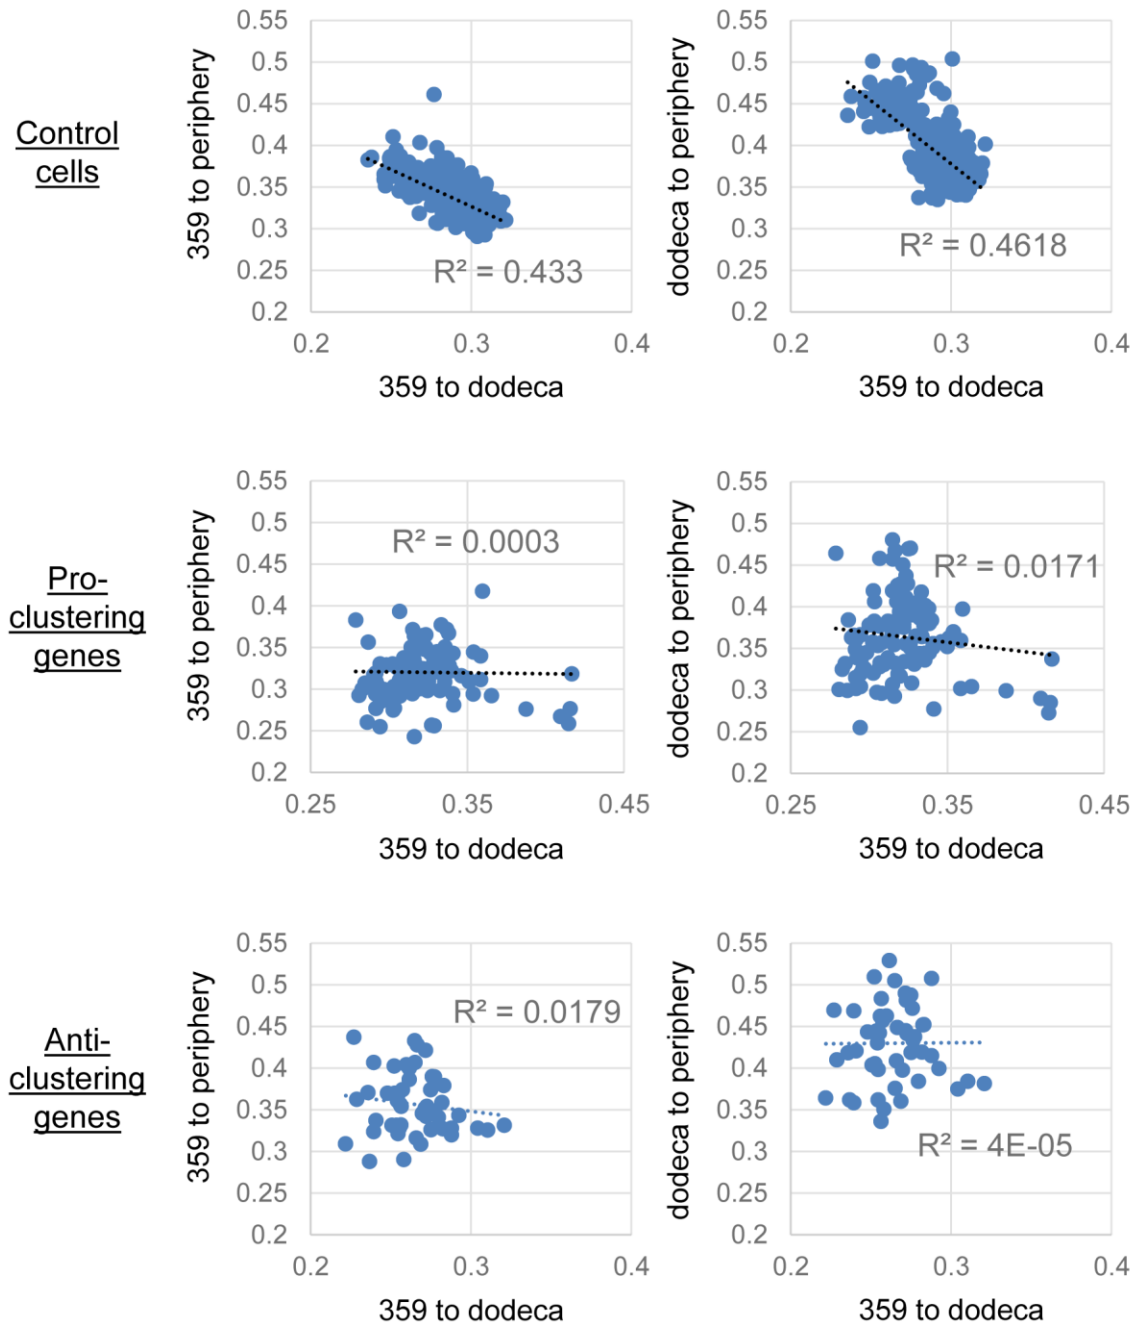 Control
cells
359 to periphery
0.55
0.5
0.45
0.4
0.35
0.3
0.25
0.2
R² = 0.433
0.2 0.3 0.4
359 to dodeca
dodeca to periphery
0.55
0.5
0.45
0.4
0.35
0.3
0.25
0.2
R² = 0.4618
0.2 0.3 0.4
359 to dodeca
Pro-
clustering
genes
359 to periphery
0.55
0.5
0.45
0.4
0.35
0.3
0.25
0.2
R² = 0.0003
0.25 0.35 0.45
359 to dodeca
dodeca to periphery
0.55
0.5
0.45
0.4
0.35
0.3
0.25
0.2
R² = 0.0171
0.25 0.35 0.45
359 to dodeca
Anti-
clustering
genes
359 to periphery
0.55
0.5
0.45
0.4
0.35
0.3
0.25
0.2
R² = 0.0179
0.2 0.3 0.4
359 to dodeca
dodeca to periphery
0.55
0.5
0.45
0.4
0.35
0.3
0.25
0.2
R² = 4E-05
0.2 0.3 0.4
359 to dodeca